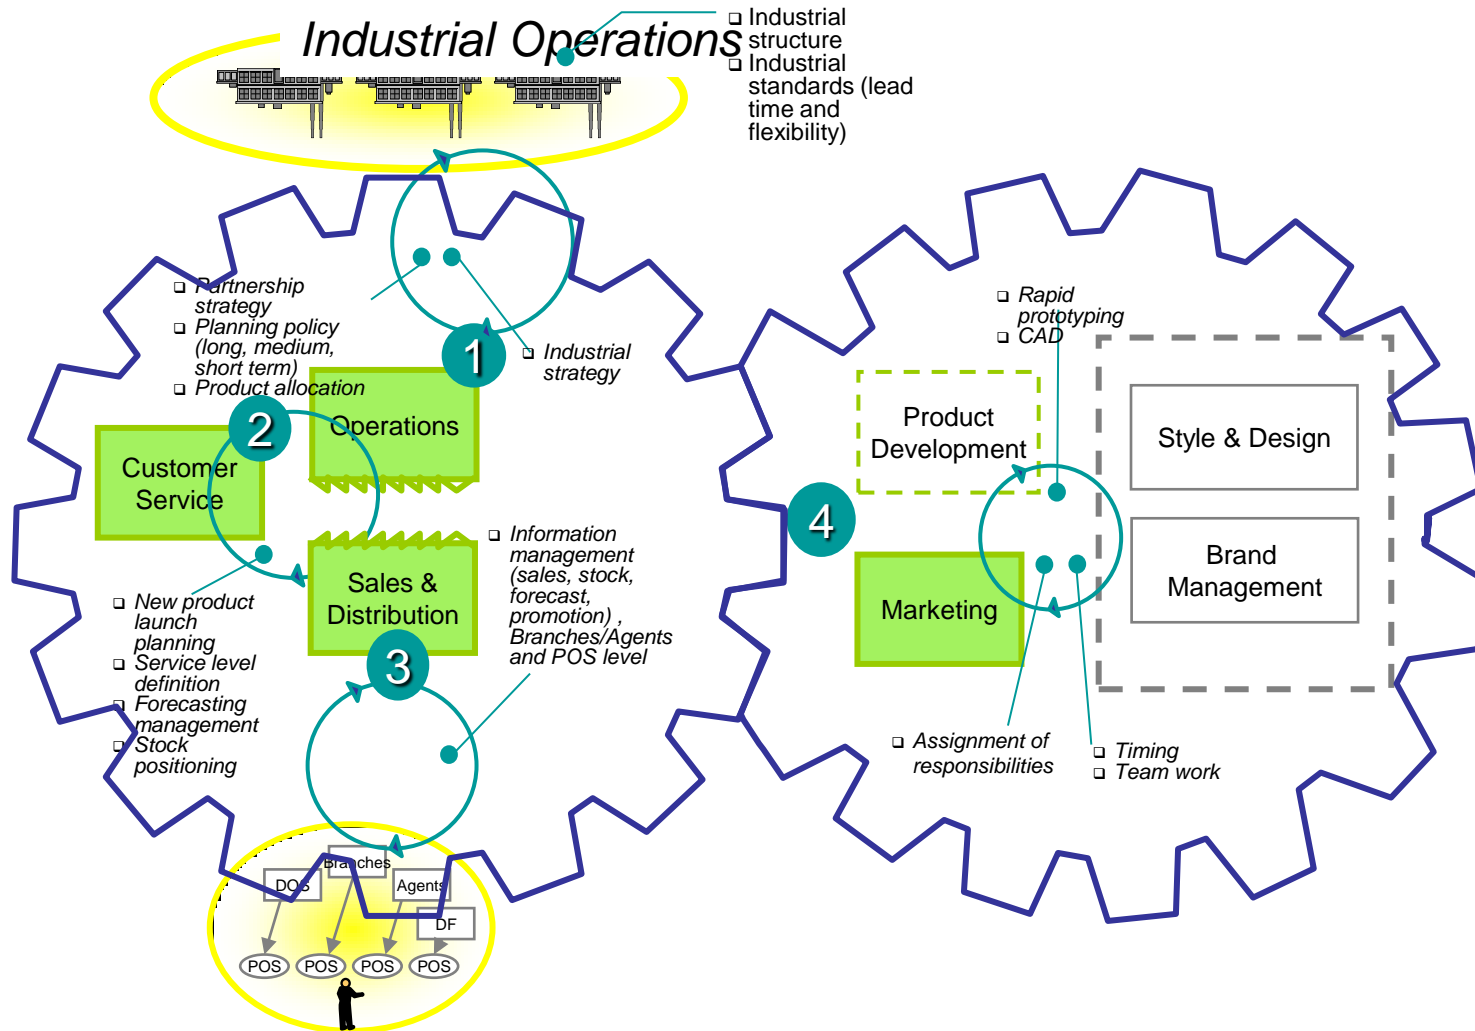 Industrial Operations
❑ Industrial
structure
❑ Industrial
standards (lead
time and
flexibility)
❑ Partnership
strategy
❑ Planning policy
(long, medium,
short term)
❑ Product allocation
1
❑ Industrial
strategy
Operations
2
Customer
Service
Sales &
Distribution
3
❑ New product
launch
planning
❑ Service level
definition
❑ Forecasting
management
❑ Stock
positioning
❑ Information
management
(sales, stock,
forecast,
promotion) ,
Branches/Agents
and POS level
Branches
DOS
Agents
DF
POS
POS
POS
POS
4
❑ Rapid
prototyping
❑ CAD
Product
Development
Marketing
Style & Design
Brand
Management
❑ Assignment of
responsibilities
❑ Timing
❑ Team work